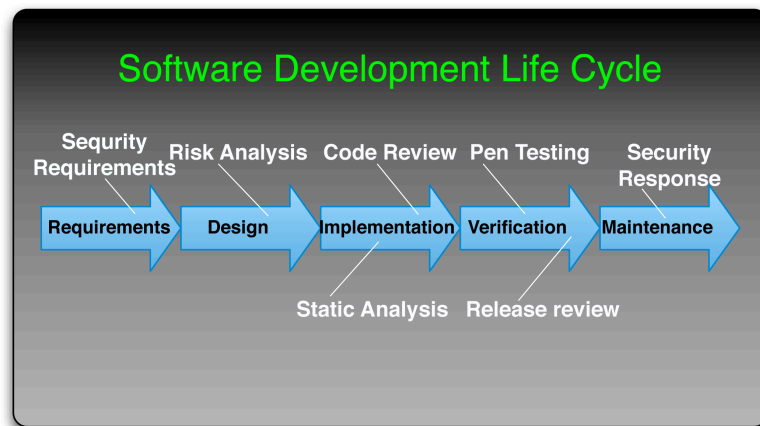 Software Development Life Cycle
Sequrity
Requirements
Risk Analysis
Code Review
Pen Testing
Security
Response
Requirements
Design
Implementation
Verification
Maintenance
Static Analysis
Release review